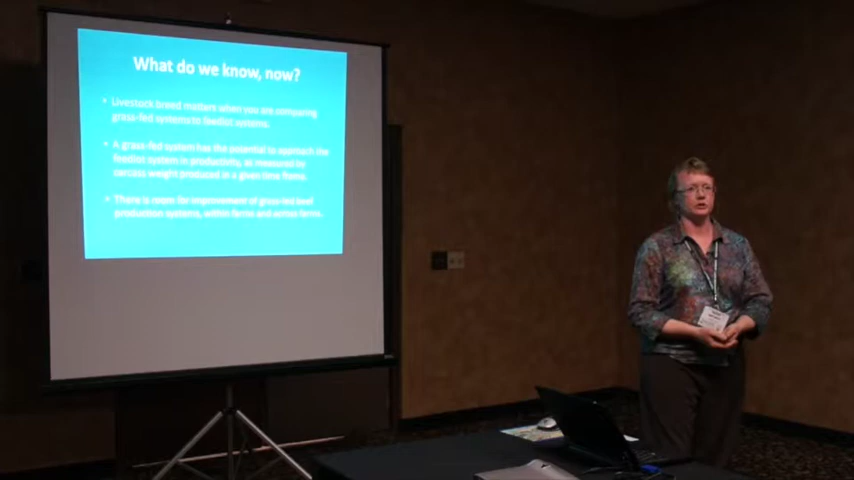 What do we know, now?
• Livestock breed matters when you are comparing
grass-fed systems to feedlot systems.
• A grass-fed system has the potential to approach the
feedlot system in productivity, as measured by
carcass weight produced in a given time frame.
• There is room for improvement of grass-fed beef
production systems, within farms and across farms.